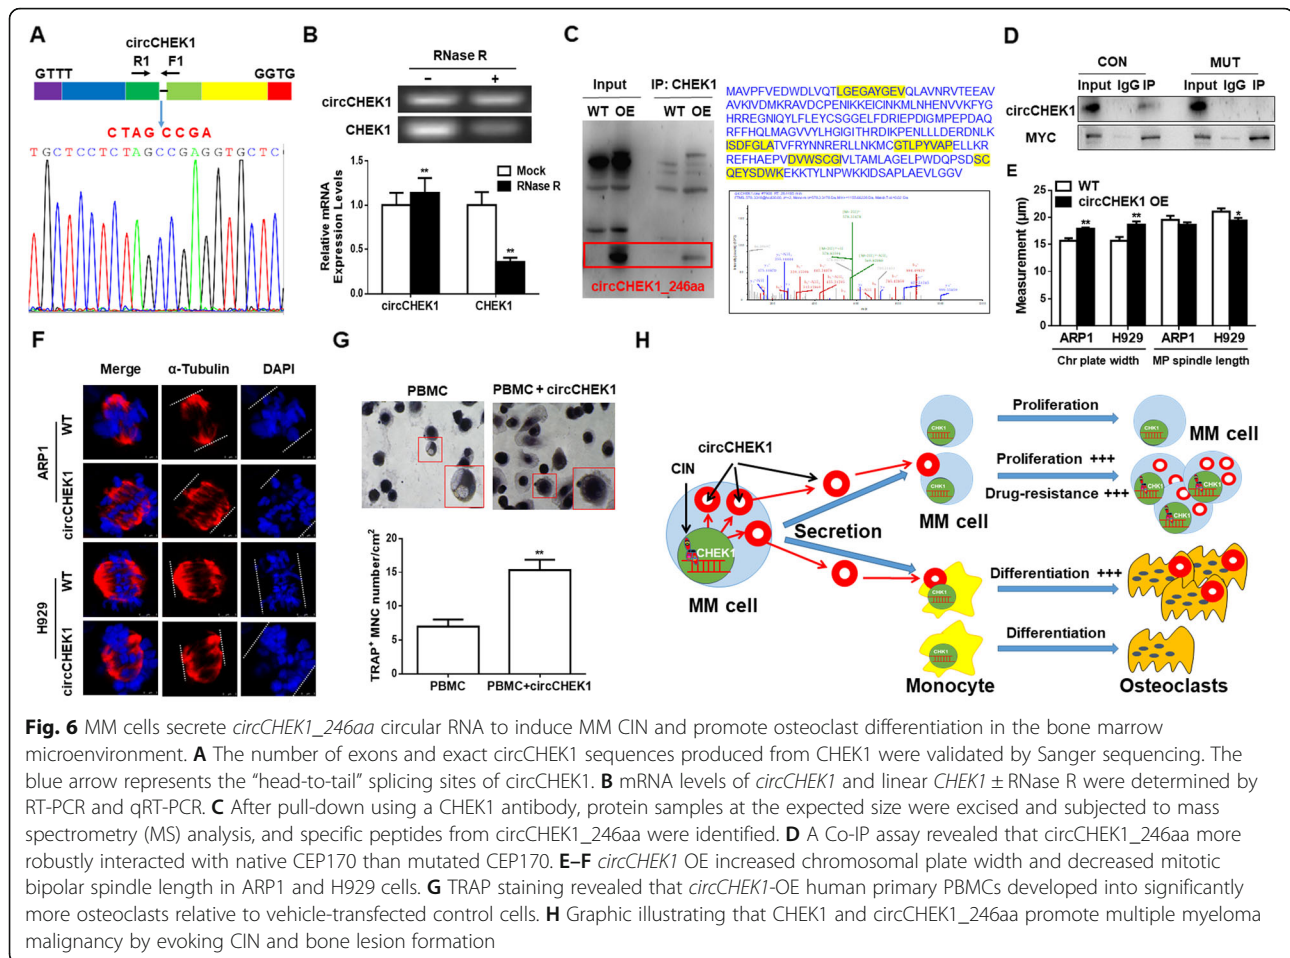 A
circCHEK1
R1 F1
GTTT
GGTG
CTAGCCGA
TGCTCCTCTAGCCGAGGTGCTC
B
RNase R
− +
circCHEK1
CHEK1
Relative mRNA
Expression Levels
1.5
1.0
0.5
0.0
** **
Mock
RNase R
circCHEK1 CHEK1
C
Input IP: CHEK1
WT OE WT OE
circCHEK1_246aa
MAVPFVEDWDLVQTLGEGAYGEVQLAVNRVTEEAV
AVKIVDMKRAVDCPENIKKEICINKMLNHENVVKFYG
HRREGNIQYLFLEYCSGGELFDRIEPDIGMPEPDAQ
RFFHQLMAGVVYLHGIGITHRDIKPENLLLDERDNLK
ISDFGLATVFRYNNRERLLNKMCGTLPYVAPELLKR
REFHAEPVDVWSCGIVLTAMLAGELPWDQPSDSC
QEYSDWKEKKTYLNPWKKIDSAPLAEVLGGV
D
CON MUT
Input IgG IP Input IgG IP
circCHEK1
MYC
E
WT
circCHEK1 OE
Measurement (μm)
25
20
15
10
5
0
** ** *
ARP1 H929 ARP1 H929
Chr plate width MP spindle length
F
Merge α-Tubulin DAPI
ARP1
WT
circCHEK1
H929
WT
circCHEK1
G
PBMC PBMC + circCHEK1
TRAP+ MNC number/cm2
20
15
10
5
0
**
PBMC PBMC+circCHEK1
H
circCHEK1
CIN
CHEK1
MM cell
Secretion
CHK1
CHK1
MM cell
Proliferation
CHK1
MM cell
Proliferation +++
Drug-resistance +++
CHK1
CHK1
CHK1
CHK1
CHK1
Monocyte
Differentiation +++
Differentiation
Osteoclasts
Fig. 6 MM cells secrete circCHEK1_246aa circular RNA to induce MM CIN and promote osteoclast differentiation in the bone marrow
microenvironment. A The number of exons and exact circCHEK1 sequences produced from CHEK1 were validated by Sanger sequencing. The
blue arrow represents the “head-to-tail” splicing sites of circCHEK1. B mRNA levels of circCHEK1 and linear CHEK1 ± RNase R were determined by
RT-PCR and qRT-PCR. C After pull-down using a CHEK1 antibody, protein samples at the expected size were excised and subjected to mass
spectrometry (MS) analysis, and specific peptides from circCHEK1_246aa were identified. D A Co-IP assay revealed that circCHEK1_246aa more
robustly interacted with native CEP170 than mutated CEP170. E–F circCHEK1 OE increased chromosomal plate width and decreased mitotic
bipolar spindle length in ARP1 and H929 cells. G TRAP staining revealed that circCHEK1-OE human primary PBMCs developed into significantly
more osteoclasts relative to vehicle-transfected control cells. H Graphic illustrating that CHEK1 and circCHEK1_246aa promote multiple myeloma
malignancy by evoking CIN and bone lesion formation